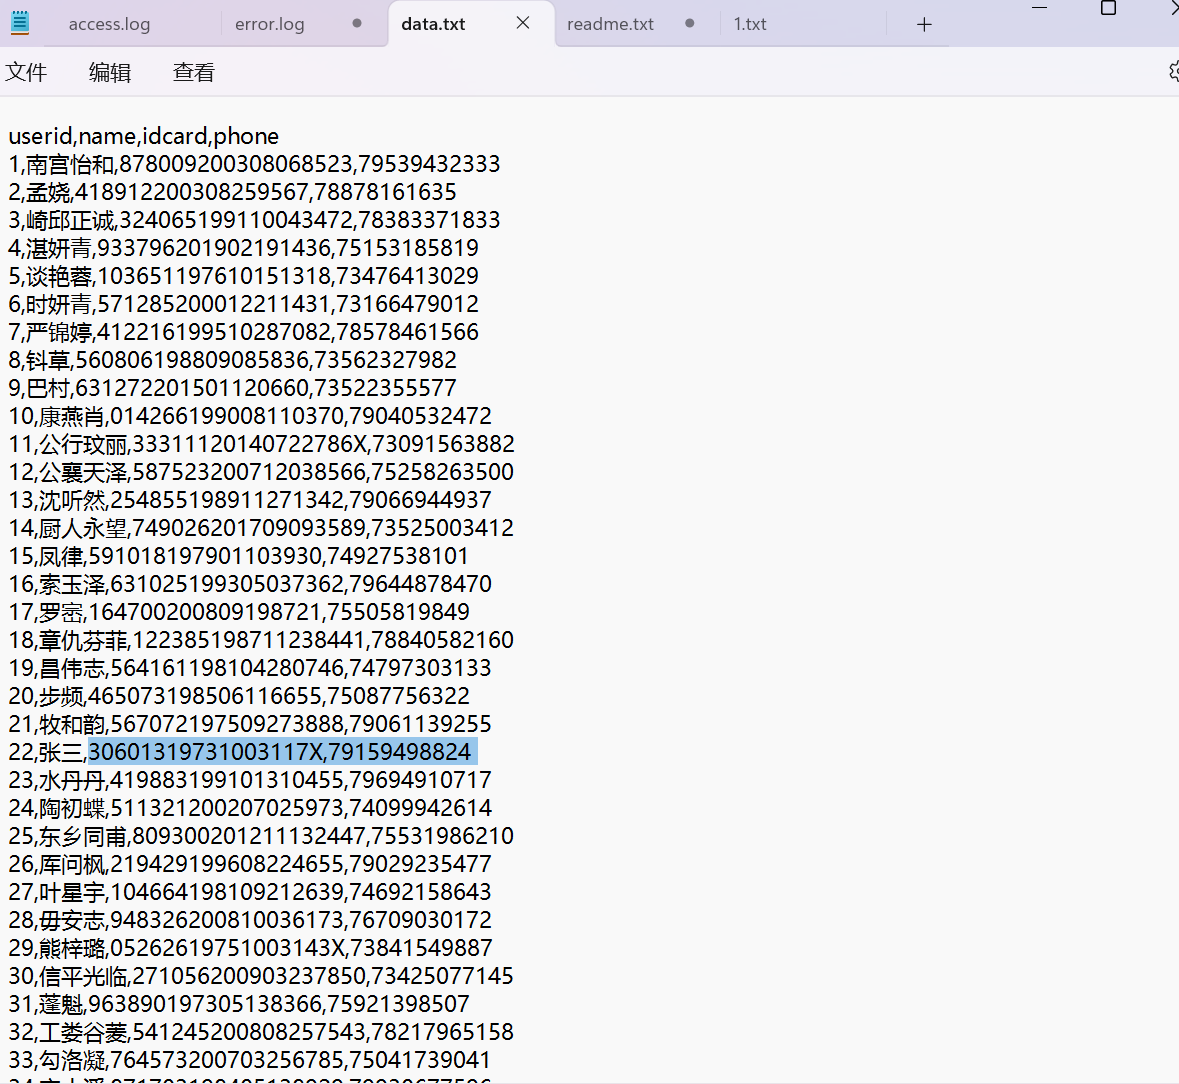 access.log
error.log
data.txt
readme.txt
1.txt
文件 编辑 查看
userid,name,idcard,phone
1,南宫怡和,878009200308068523,79539432333
2,孟娆,418912200308259567,78878161635
3,崎邱正诚,324065199110043472,78383371833
4,湛妍青,933796201902191436,75153185819
5,谈艳蓉,103651197610151318,73476413029
6,时妍青,571285200012211431,73166479012
7,严锦婷,412216199510287082,78578461566
8,钭草,560806198809085836,73562327982
9,巴村,631272201501120660,73522355577
10,康燕肖,014266199008110370,79040532472
11,公行玟丽,33311120140722786X,73091563882
12,公襄天泽,587523200712038566,75258263500
13,沈听然,254855198911271342,79066944937
14,厨人永望,749026201709093589,73525003412
15,凤律,591018197901103930,74927538101
16,索玉泽,631025199305037362,79644878470
17,罗崈,164700200809198721,75505819849
18,章仇芬菲,122385198711238441,78840582160
19,昌伟志,564161198104280746,74797303133
20,步频,465073198506116655,75087756322
21,牧和韵,567072197509273888,79061139255
22,张三,30601319731003117X,79159498824
23,水丹丹,419883199101310455,79694910717
24,陶初蝶,511321200207025973,74099942614
25,东乡同甫,809300201211132447,75531986210
26,厍问枫,219429199608224655,79029235477
27,叶星宇,104664198109212639,74692158643
28,毋安志,948326200810036173,76709030172
29,熊梓璐,05262619751003143X,73841549887
30,信平光临,271056200903237850,73425077145
31,蓬魁,963890197305138366,75921398507
32,工娄谷菱,541245200808257543,78217965158
33,勾洛凝,764573200703256785,75041739041